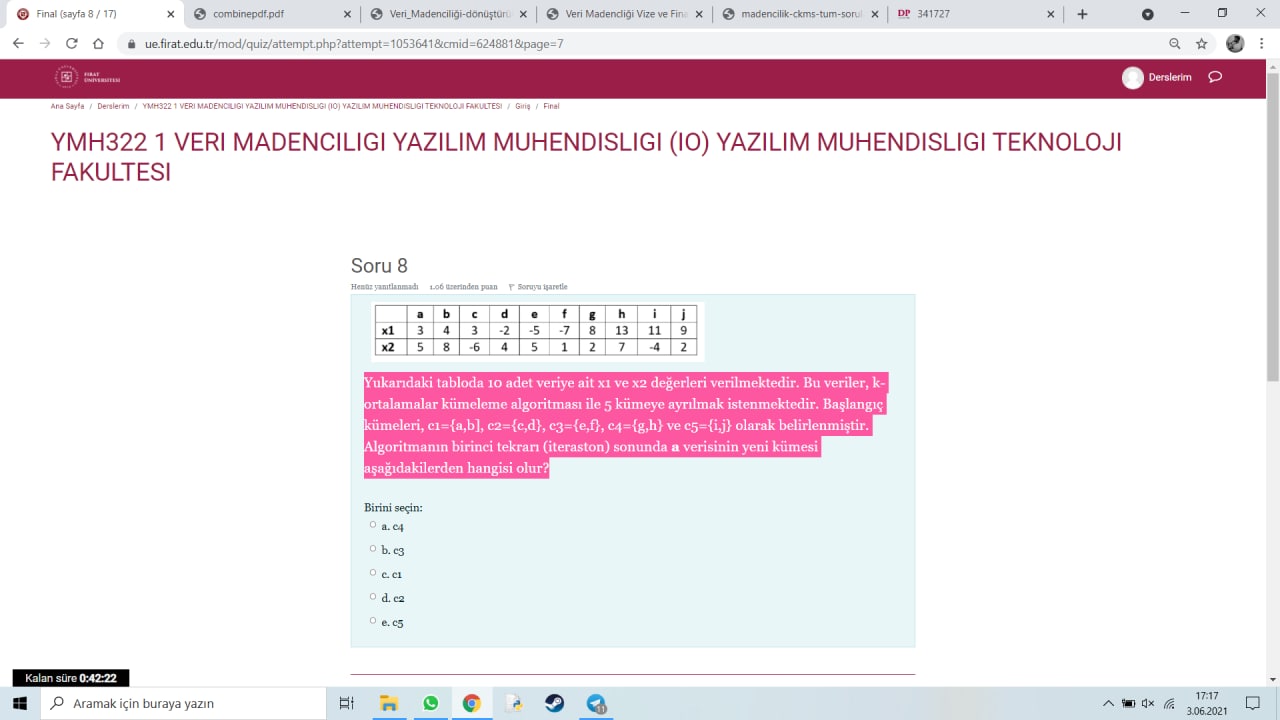 Final (sayfa 8 / 17)
combinepdf.pdf
Veri Madenciliği-dönüştürü
Veri Madenciliği Vize ve Fina
madencilik-ckms-tum-sorul
DP 341727
ue.firat.edu.tr/mod/quiz/attempt.php?attempt=1053641&cmid=624881&page=7
FIRAT
ÜNİVERSİTESİ
Derslerim
Ana Sayfa / Derslerim / YMH322 1 VERI MADENCILIGI YAZILIM MUHENDISLIGI (IO) YAZILIM MUHENDISLIGI TEKNOLOJI FAKULTESI / Giriş / Final
YMH322 1 VERI MADENCILIGI YAZILIM MUHENDISLIGI (IO) YAZILIM MUHENDISLIGI TEKNOLOJI
FAKULTESI
Soru 8
Henüz yanıtlanmadı 1.06 üzerinden puan Soruyu işaretle
a b c d e f g h i j
x1 3 4 3 -2 -5 -7 8 13 11 9
x2 5 8 -6 4 5 1 2 7 -4 2
Yukarıdaki tabloda 10 adet veriye ait x1 ve x2 değerleri verilmektedir. Bu veriler, k-
ortalamalar kümeleme algoritması ile 5 kümeye ayrılmak istenmektedir. Başlangıç
kümeleri, c1={a,b], c2={c,d}, c3={e,f}, c4={g,h} ve c5={i,j} olarak belirlenmiştir.
Algoritmanın birinci tekrarı (iteraston) sonunda a verisinin yeni kümesi
aşağıdakilerden hangisi olur?
Birini seçin:
a. c4
b. c3
c. c1
d. c2
e. c5
Kalan süre 0:42:22
Aramak için buraya yazın
11
17:17
3.06.2021